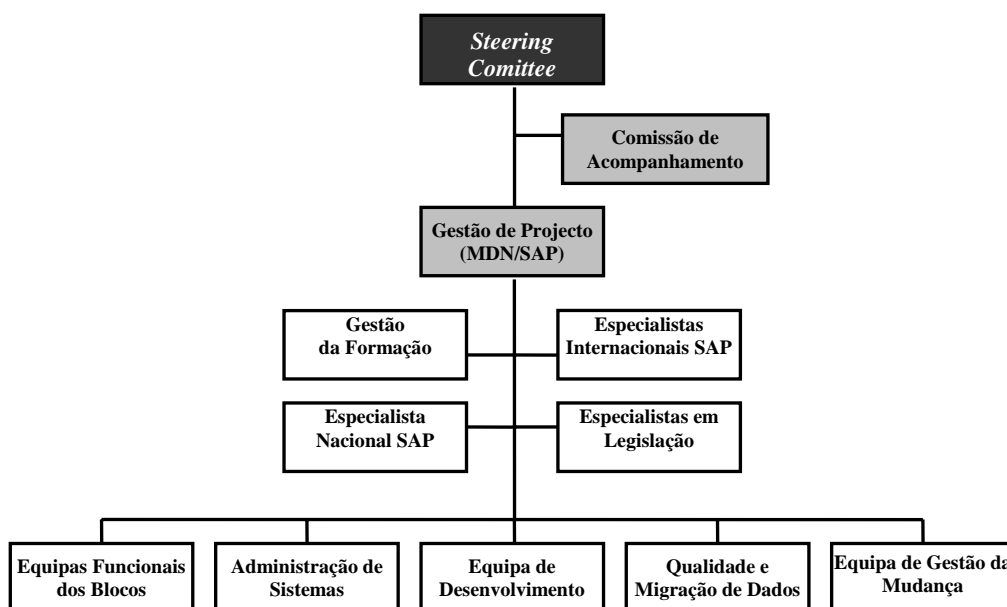 Steering
Comittee
Comissão de
Acompanhamento
Gestão de Projecto
(MDN/SAP)
Gestão
da Formação
Especialistas
Internacionais SAP
Especialista
Nacional SAP
Especialistas em
Legislação
Equipas Funcionais
dos Blocos
Administração de
Sistemas
Equipa de
Desenvolvimento
Qualidade e
Migração de Dados
Equipa de Gestão da
Mudança